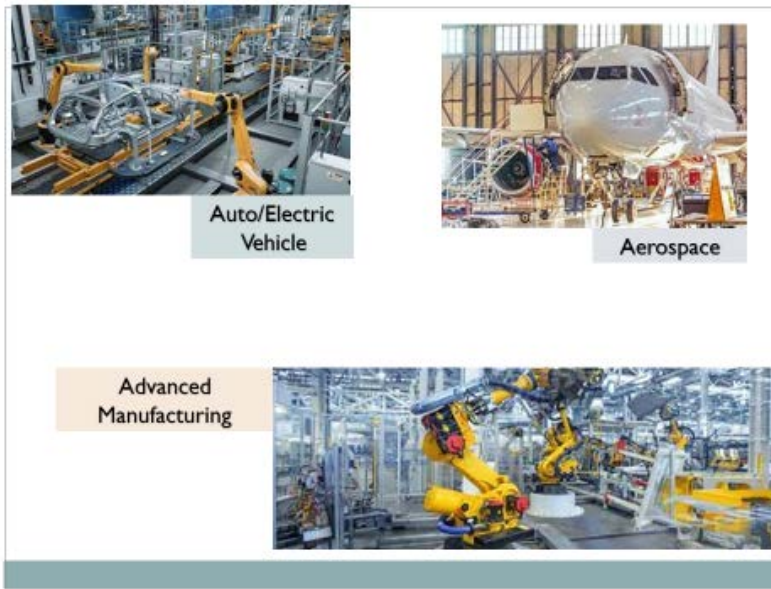 Auto/Electric
Vehicle
Aerospace
Advanced
Manufacturing